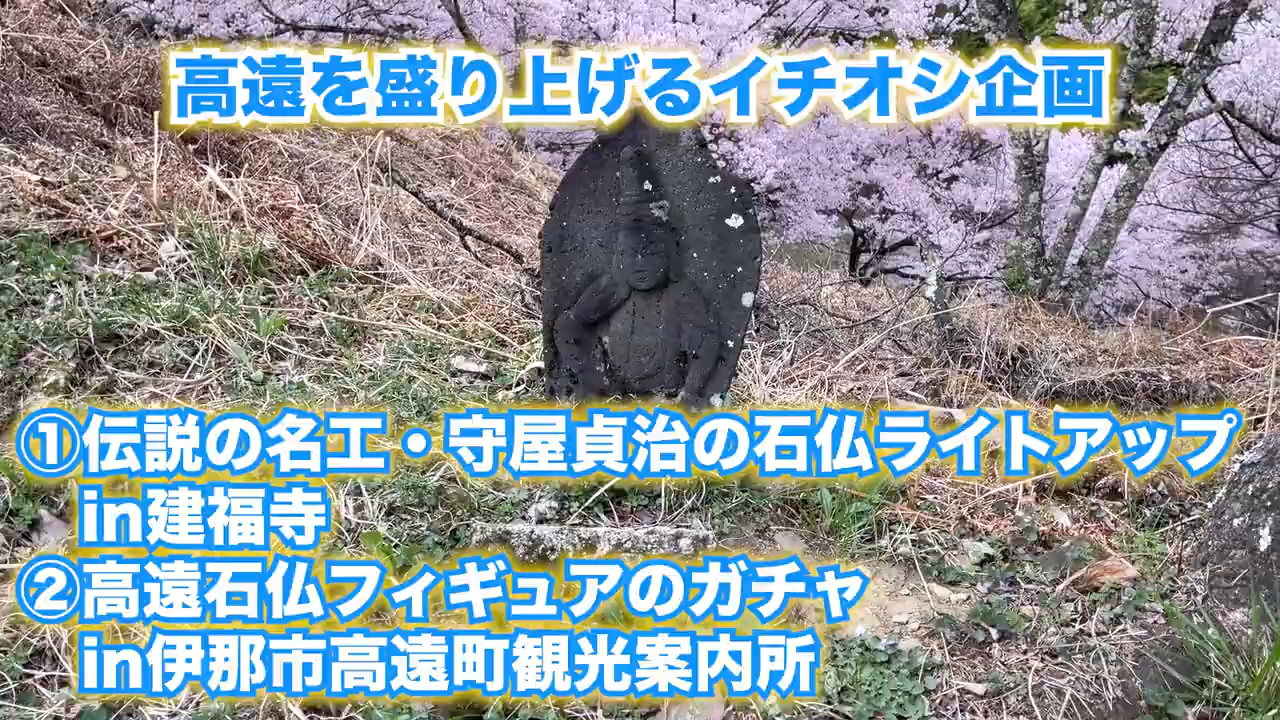 高遠を盛り上げるイチオシ企画
①伝説の名工・守屋貞治の石仏ライトアップ
in建福寺
②高遠石仏フィギュアのガチャ
in伊那市高遠町観光案内所